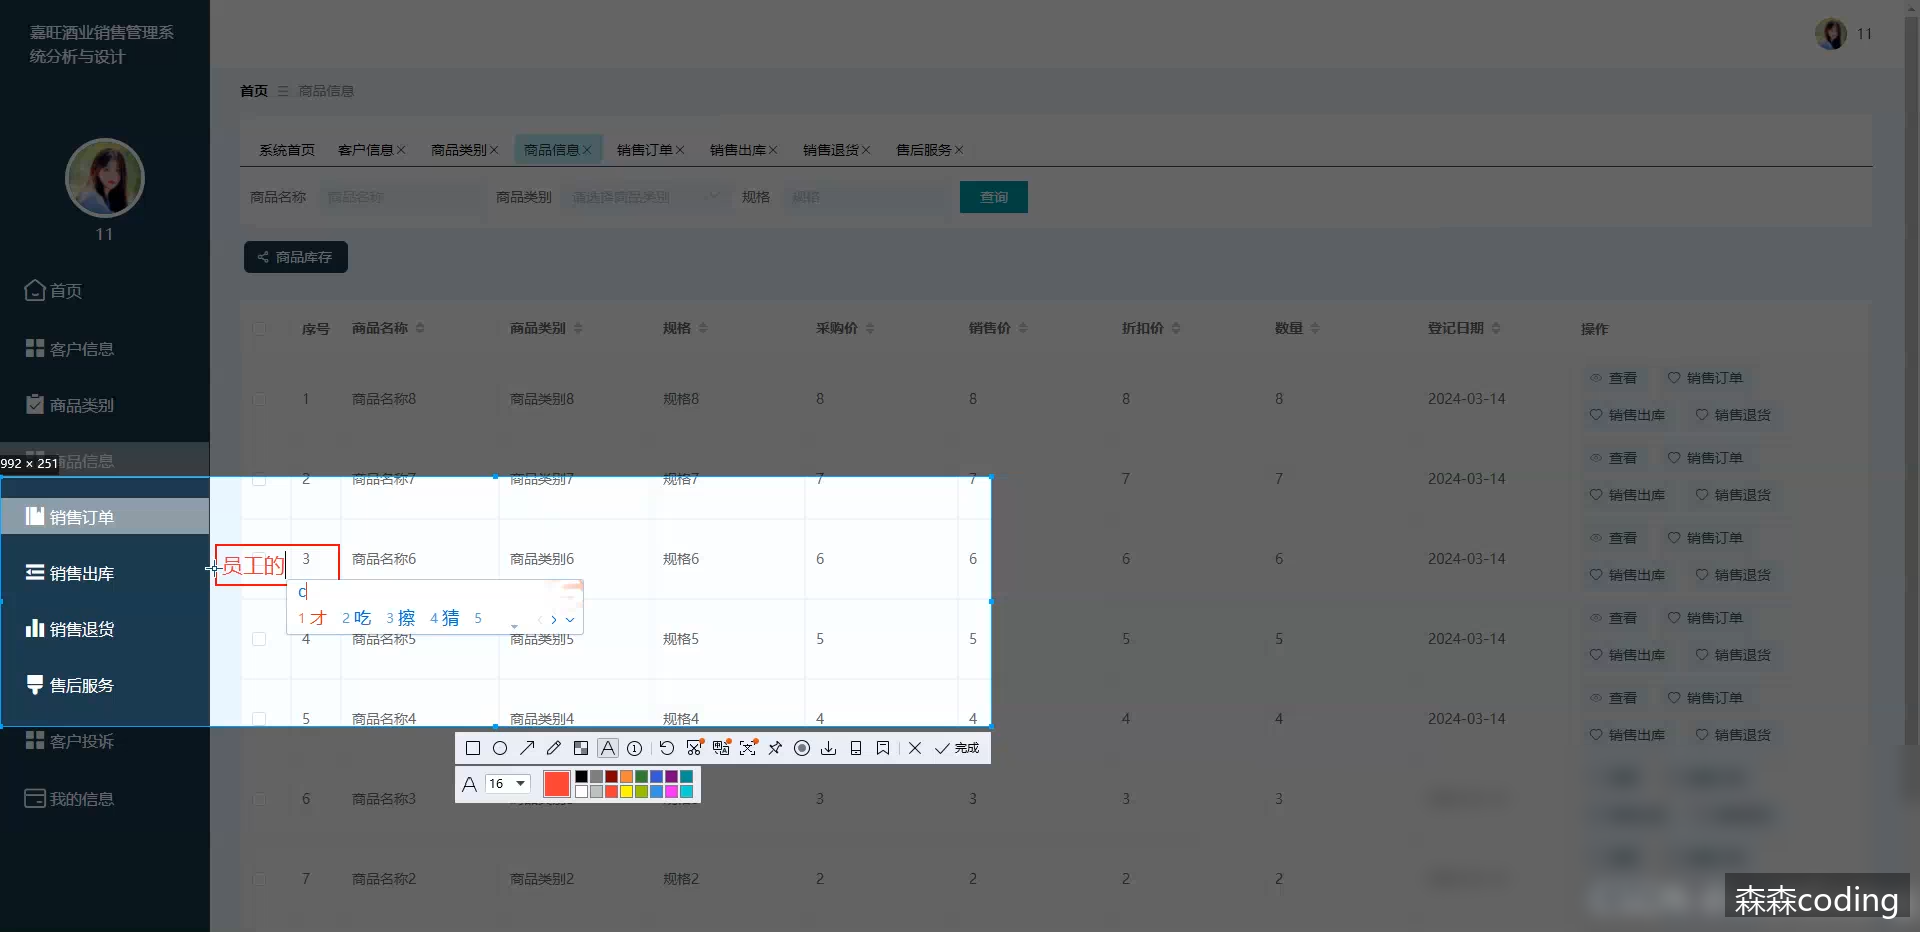 嘉旺酒业销售管理系
统分析与设计
11
首页 商品信息
系统首页 客户信息 商品类别 商品信息 销售订单 销售出库 销售退货 售后服务
商品名称 商品名称 商品类别 请选择商品类别 规格 规格 查询
商品库存
11
首页
客户信息
商品类别
商品信息
992 × 251
销售订单
销售出库
销售退货
售后服务
客户投诉
我的信息
序号 商品名称 商品类别 规格 采购价 销售价 折扣价 数量 登记日期 操作
1 商品名称8 商品类别8 规格8 8 8 8 8 2024-03-14 查看 销售订单
销售出库 销售退货
2 商品名称7 商品类别7 规格7 7 7 7 7 2024-03-14 查看 销售订单
销售出库 销售退货
3 商品名称6 商品类别6 规格6 6 6 6 6 2024-03-14 查看 销售订单
销售出库 销售退货
员工的
c
1 才 2 吃 3 擦 4 猜 5
4 商品名称5 商品类别5 规格5 5 5 5 5 2024-03-14 查看 销售订单
销售出库 销售退货
5 商品名称4 商品类别4 规格4 4 4 4 4 2024-03-14 查看 销售订单
销售出库 销售退货
完成
A 16
6 商品名称3 3 3 3 3
7 商品名称2 商品类别2 规格2 2 2 2 2
森森coding